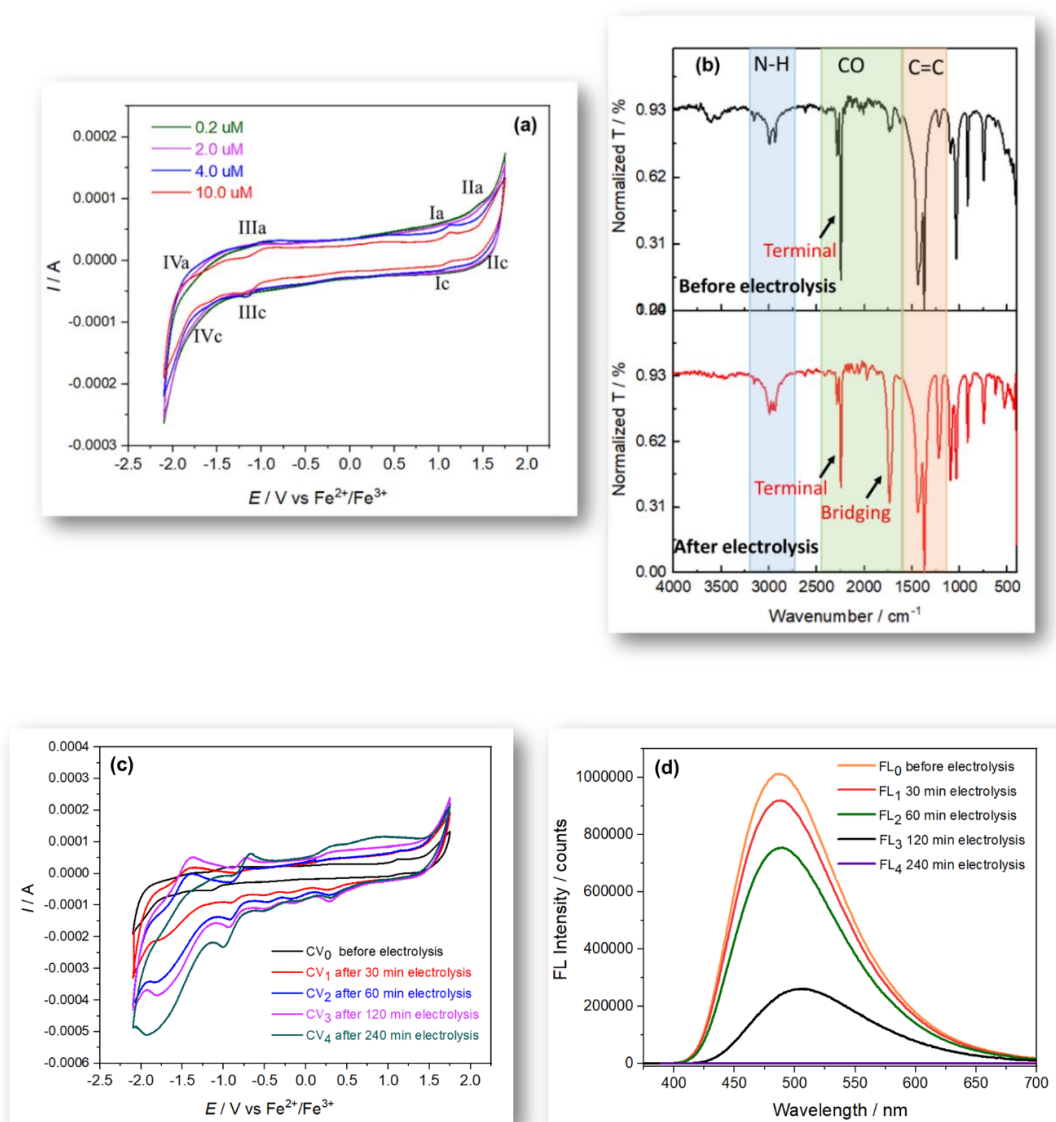 (a)
0.2 uM
2.0 uM
4.0 uM
10.0 uM
Ia
IIa
IIIa
IVa
Ic
IIc
IIIc
IVc
0.0002
0.0001
0.0000
-0.0001
-0.0002
-0.0003
I / A
-2.5 -2.0 -1.5 -1.0 -0.5 0.0 0.5 1.0 1.5 2.0
E / V vs Fe²⁺/Fe³⁺
(b)
N-H
CO
C=C
0.93
0.62
0.31
0.00
Normalized T / %
Terminal
Before electrolysis
0.93
0.62
0.31
0.00
Normalized T / %
Terminal
Bridging
After electrolysis
4000 3500 3000 2500 2000 1500 1000 500
Wavenumber / cm⁻¹
(c)
0.0004
0.0003
0.0002
0.0001
0.0000
-0.0001
-0.0002
-0.0003
-0.0004
-0.0005
-0.0006
I / A
CV₀ before electrolysis
CV₁ after 30 min electrolysis
CV₂ after 60 min electrolysis
CV₃ after 120 min electrolysis
CV₄ after 240 min electrolysis
-2.5 -2.0 -1.5 -1.0 -0.5 0.0 0.5 1.0 1.5 2.0
E / V vs Fe²⁺/Fe³⁺
(d)
FL₀ before electrolysis
FL₁ 30 min electrolysis
FL₂ 60 min electrolysis
FL₃ 120 min electrolysis
FL₄ 240 min electrolysis
1000000
800000
600000
400000
200000
0
FL Intensity / counts
400 450 500 550 600 650 700
Wavelength / nm